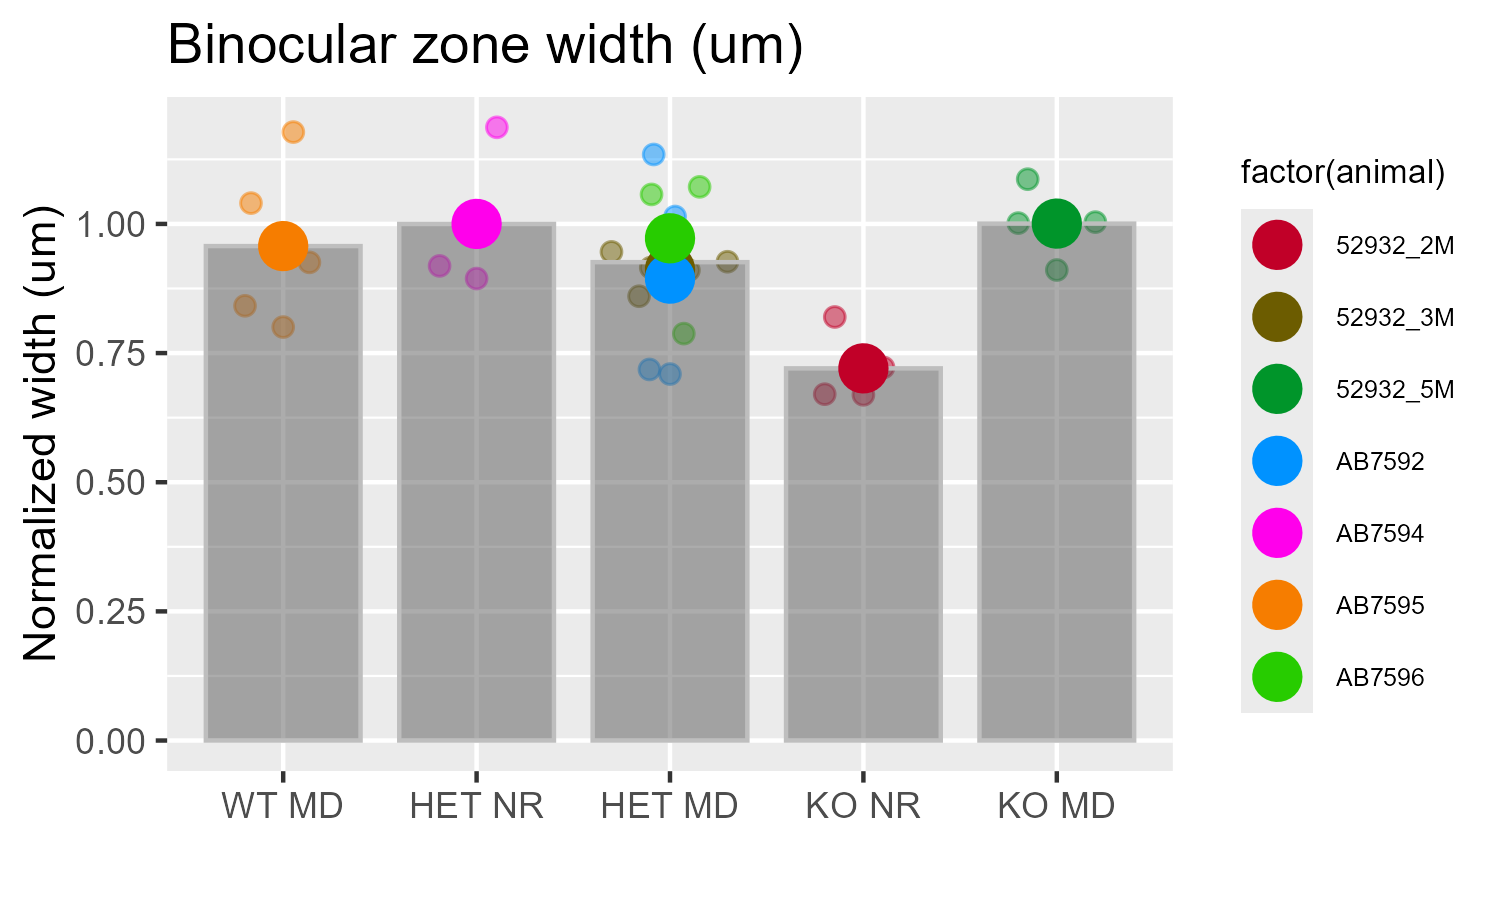 Binocular zone width (um)
Normalized width (um)
1.00
0.75
0.50
0.25
0.00
WT MD
HET NR
HET MD
KO NR
KO MD
factor(animal)
52932_2M
52932_3M
52932_5M
AB7592
AB7594
AB7595
AB7596